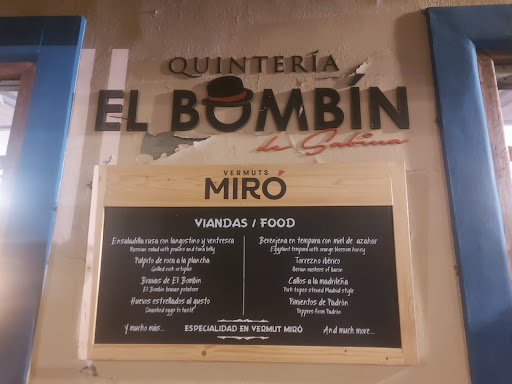 QUINTERÍA
EL BOMBÍN
La Sabina
VERMUTS
MIRÓ
VIANDAS / FOOD
Ensaladilla rusa con langostino y ventresca
Russian salad with prawns and tuna belly
Pulpito de roca a la plancha
Grilled rock octopus
Bravas de El Bombín
El Bombín bravas potatoes
Huevos estrellados al gusto
Smashed eggs to taste
Y mucho más...
Berenjena en tempura con miel de azahar
Eggplant tempura with orange blossom honey
Torrezno ibérico
Iberian rashers of bacon
Callos a la madrileña
Pork tripes stewed Madrid style
Pimientos de Padrón
Peppers from Padrón
And much more...
ESPECIALIDAD EN VERMUT MIRÓ